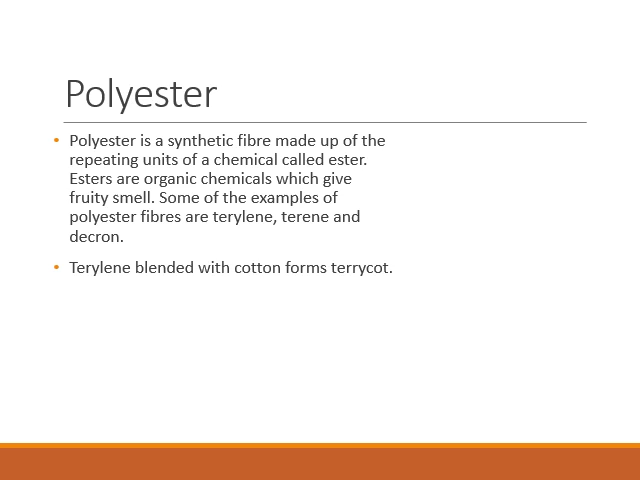 Polyester
• Polyester is a synthetic fibre made up of the
repeating units of a chemical called ester.
Esters are organic chemicals which give
fruity smell. Some of the examples of
polyester fibres are terylene, terene and
decron.
• Terylene blended with cotton forms terrycot.